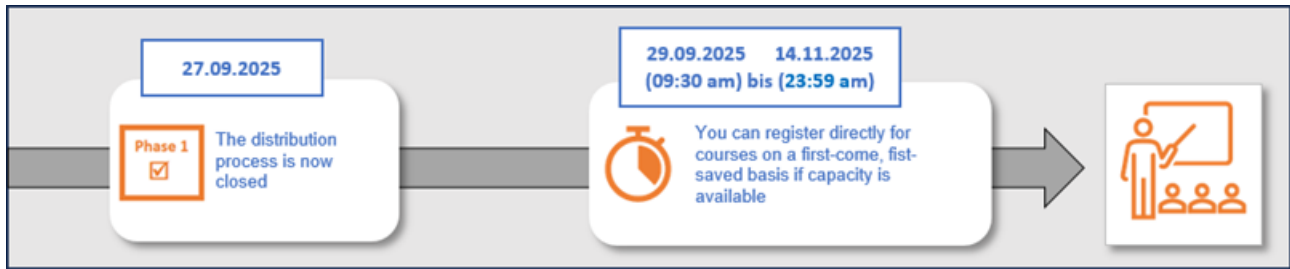 27.09.2025
Phase 1
The distribution
process is now
closed
29.09.2025 14.11.2025
(09:30 am) bis (23:59 am)
You can register directly for
courses on a first-come, fist-
saved basis if capacity is
available